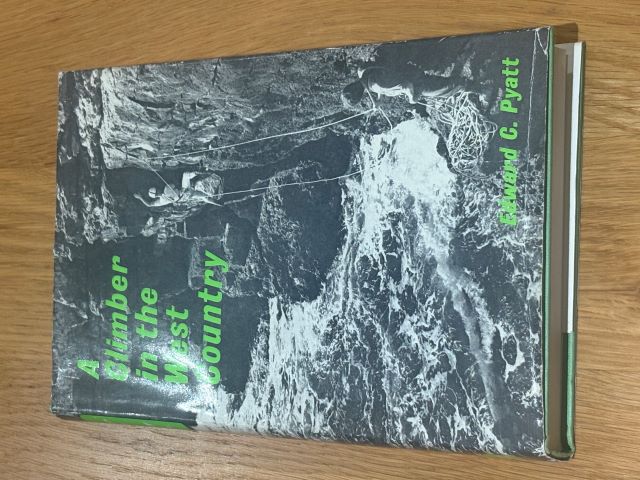 A
Climber
in the
West
Country
Edward C. Pyatt